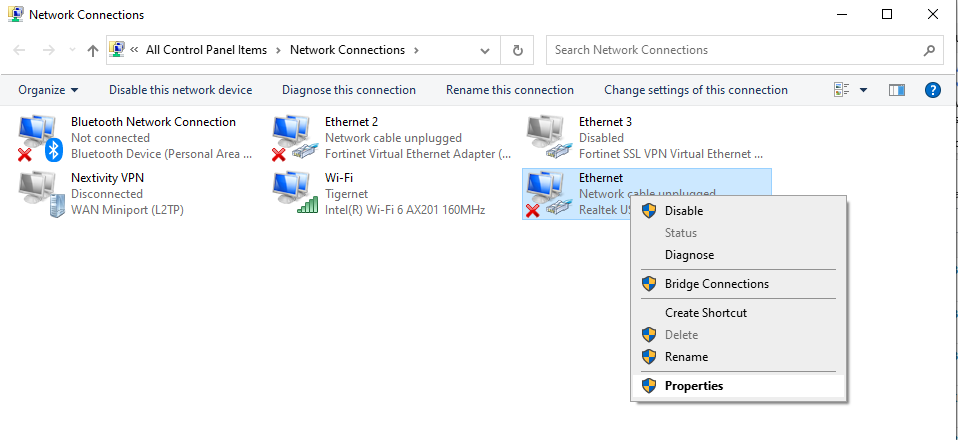 Network Connections
« All Control Panel Items > Network Connections >
Search Network Connections
Organize Disable this network device Diagnose this connection Rename this connection Change settings of this connection
Bluetooth Network Connection
Not connected
Bluetooth Device (Personal Area ...
Ethernet 2
Network cable unplugged
Fortinet Virtual Ethernet Adapter (...
Ethernet 3
Disabled
Fortinet SSL VPN Virtual Ethernet ...
Nextivity VPN
Disconnected
WAN Miniport (L2TP)
Wi-Fi
Tigernet
Intel(R) Wi-Fi 6 AX201 160MHz
Ethernet
Network cable unplugged
Realtek US
Disable
Status
Diagnose
Bridge Connections
Create Shortcut
Delete
Rename
Properties